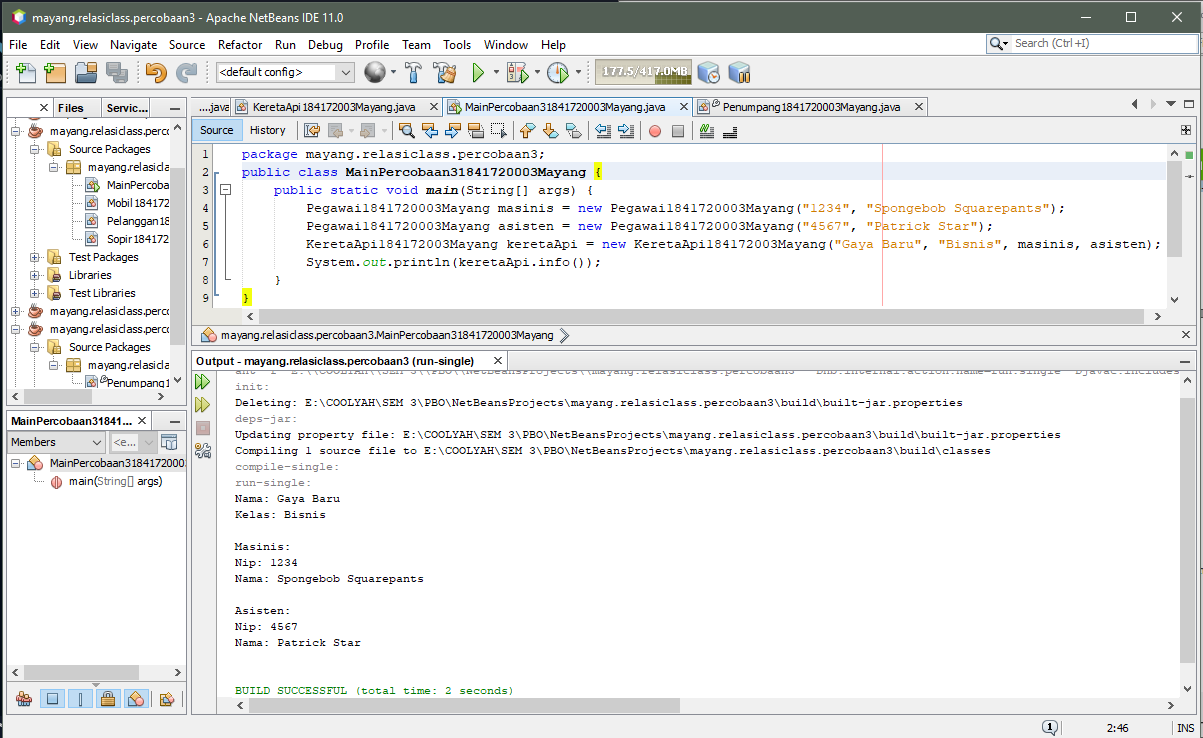 mayang.relasiclass.percobaan3 - Apache NetBeans IDE 11.0
File Edit View Navigate Source Refactor Run Debug Profile Team Tools Window Help
Search (Ctrl +I)
<default config>
177.5/417.0MB
Files Servic...
mayang.relasiclass.perco
Source Packages
mayang.relasicla
MainPercoba
Mobil18417
Pelanggan18
Sopir184172
Test Packages
Libraries
Test Libraries
mayang.relasiclass.perco
mayang.relasiclass.perco
Source Packages
mayang.relasicla
Penumpang1
....java KeretaApi1841720003Mayang.java MainPercobaan31841720003Mayang.java Penumpang1841720003Mayang.java
Source History
1 package mayang.relasiclass.percobaan3;
2 public class MainPercobaan31841720003Mayang {
3 public static void main(String[] args) {
4 Pegawai1841720003Mayang masinis = new Pegawai1841720003Mayang("1234", "Spongebob Squarepants");
5 Pegawai1841720003Mayang asisten = new Pegawai1841720003Mayang("4567", "Patrick Star");
6 KeretaApi1841720003Mayang keretaApi = new KeretaApi1841720003Mayang("Gaya Baru", "Bisnis", masinis, asisten);
7 System.out.println(keretaApi.info());
8 }
9 }
mayang.relasiclass.percobaan3.MainPercobaan31841720003Mayang
MainPercobaan31841...
Members
<e...
MainPercobaan3184172000
main(String[] args)
Output - mayang.relasiclass.percobaan3 (run-single)
init:
Deleting: E:\COOLYAH\SEM 3\PBO\NetBeansProjects\mayang.relasiclass.percobaan3\build\built-jar.properties
deps-jar:
Updating property file: E:\COOLYAH\SEM 3\PBO\NetBeansProjects\mayang.relasiclass.percobaan3\build\built-jar.properties
Compiling 1 source file to E:\COOLYAH\SEM 3\PBO\NetBeansProjects\mayang.relasiclass.percobaan3\build\classes
compile-single:
run-single:
Nama: Gaya Baru
Kelas: Bisnis
Masinis:
Nip: 1234
Nama: Spongebob Squarepants
Asisten:
Nip: 4567
Nama: Patrick Star
BUILD SUCCESSFUL (total time: 2 seconds)
1
2:46
INS